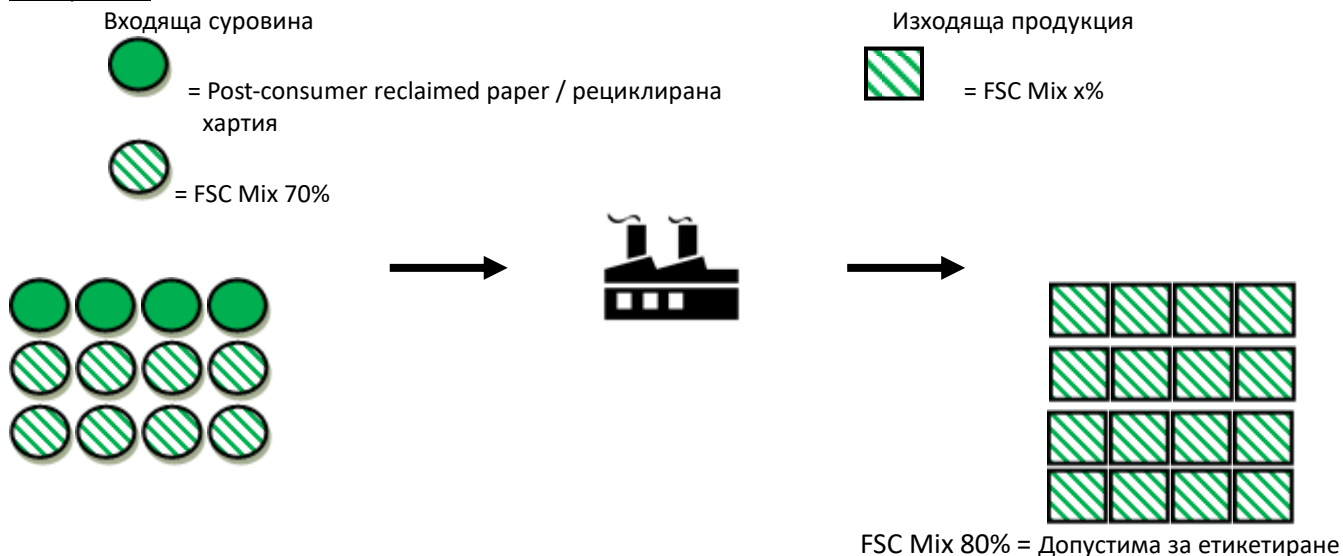 Входяща суровина
Изходяща продукция
= Post-consumer reclaimed paper / рециклирана
хартия
= FSC Mix x%
= FSC Mix 70%
FSC Mix 80% = Допустима за етикетиране